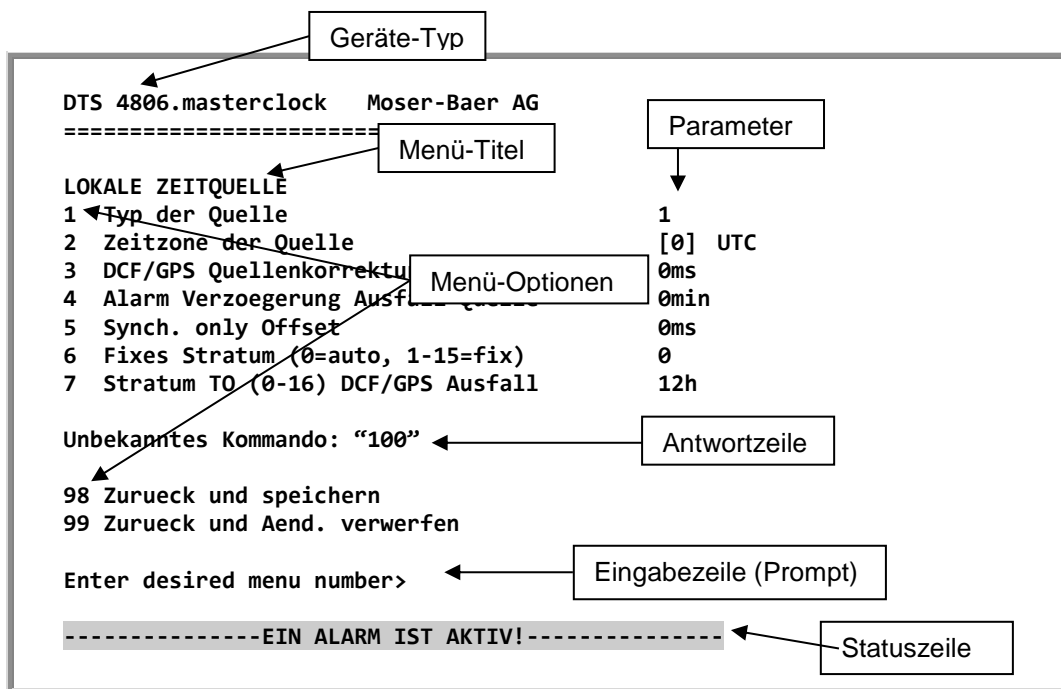 Geräte-Typ
DTS 4806.masterclock Moser-Baer AG
========================
Parameter
Menü-Titel
LOKALE ZEITQUELLE
1 Typ der Quelle 1
2 Zeitzone der Quelle [0] UTC
3 DCF/GPS Quellenkorrektu 0ms
Menü-Optionen
4 Alarm Verzoegerung Ausfall Quelle 0min
5 Synch. only Offset 0ms
6 Fixes Stratum (0=auto, 1-15=fix) 0
7 Stratum TO (0-16) DCF/GPS Ausfall 12h
Unbekanntes Kommando: “100”
Antwortzeile
98 Zurueck und speichern
99 Zurueck und Aend. verwerfen
Enter desired menu number>
Eingabezeile (Prompt)
---------------EIN ALARM IST AKTIV!---------------
Statuszeile